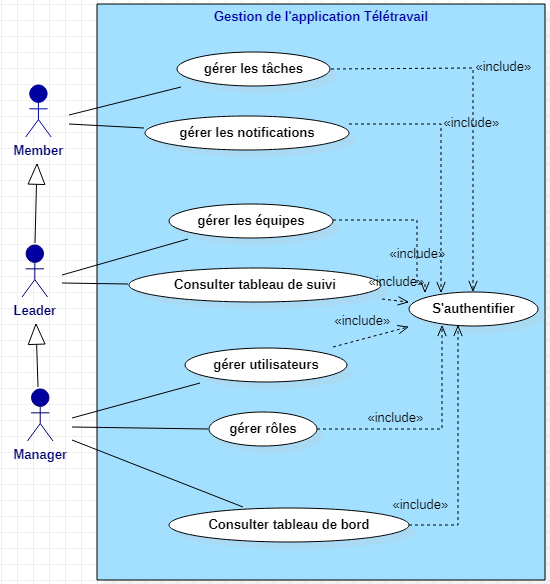 Gestion de l'application Télétravail
gérer les tâches
«include»
gérer les notifications
«include»
Member
gérer les équipes
«include»
Consulter tableau de suivi
«include»
Leader
S'authentifier
«include»
gérer utilisateurs
gérer rôles
«include»
Manager
«include»
Consulter tableau de bord